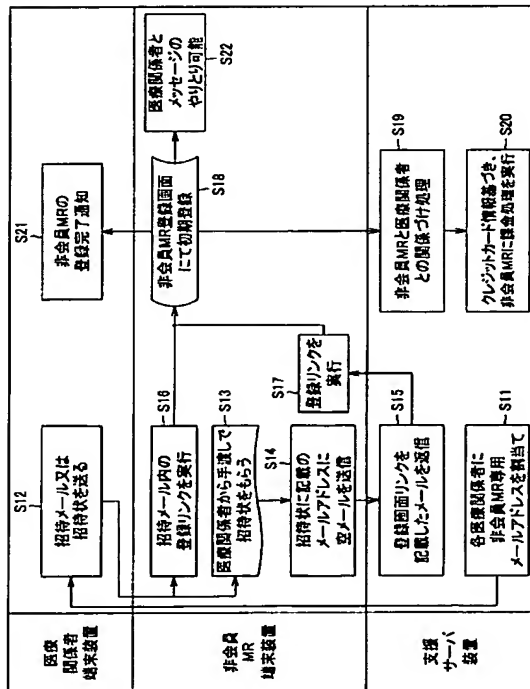 医療
関係者
端末装置
S12
招待メール又は
招待状を送る
S21
非会員MRの
登録完了通知
非会員
MR
端末装置
S16
招待メール内の
登録リンクを実行
S13
医療関係者から手渡しで
招待状をもらう
S14
招待状に記載の
メールアドレスに
空メールを送信
S17
登録リンクを
実行
S18
非会員MR登録画面
にて初期登録
S22
医療関係者と
メッセージの
やりとり可能
支援
サーバ
装置
S15
登録画面リンクを
記載したメールを返信
S11
各医療関係者に
非会員MR専用
メールアドレスを割当て
S19
非会員MRと医療関係者
との関係づけ処理
S20
クレジットカード情報基づき、
非会員MRに課金処理を実行